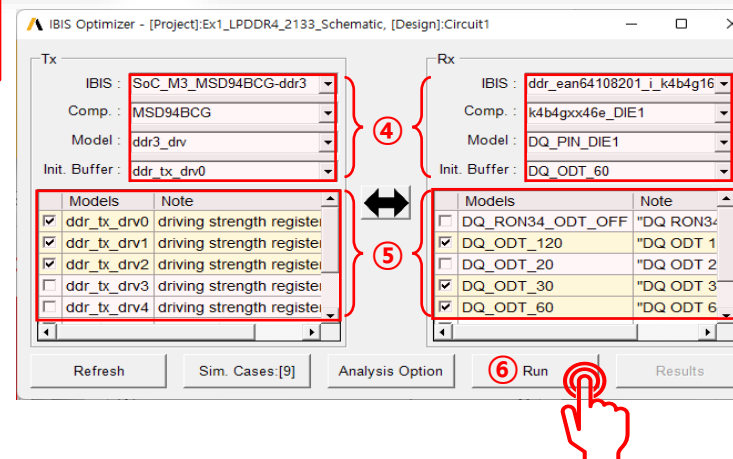 IBIS Optimizer - [Project]:Ex1_LPDDR4_2133_Schematic, [Design]:Circuit1
Tx
IBIS : SoC_M3_MSD94BCG-ddr3
Comp. : MSD94BCG
Model : ddr3_drv
Init. Buffer : ddr_tx_drv0
④
Models Note
ddr_tx_drv0 driving strength register
ddr_tx_drv1 driving strength register
ddr_tx_drv2 driving strength register
ddr_tx_drv3 driving strength register
ddr_tx_drv4 driving strength register
⑤
Rx
IBIS : ddr_ean64108201_i_k4b4g16
Comp. : k4b4gxx46e_DIE1
Model : DQ_PIN_DIE1
Init. Buffer : DQ_ODT_60
Models Note
DQ_RON34_ODT_OFF "DQ RON34
DQ_ODT_120 "DQ ODT 1
DQ_ODT_20 "DQ ODT 2
DQ_ODT_30 "DQ ODT 3
DQ_ODT_60 "DQ ODT 6
Refresh Sim. Cases:[9] Analysis Option ⑥ Run Results